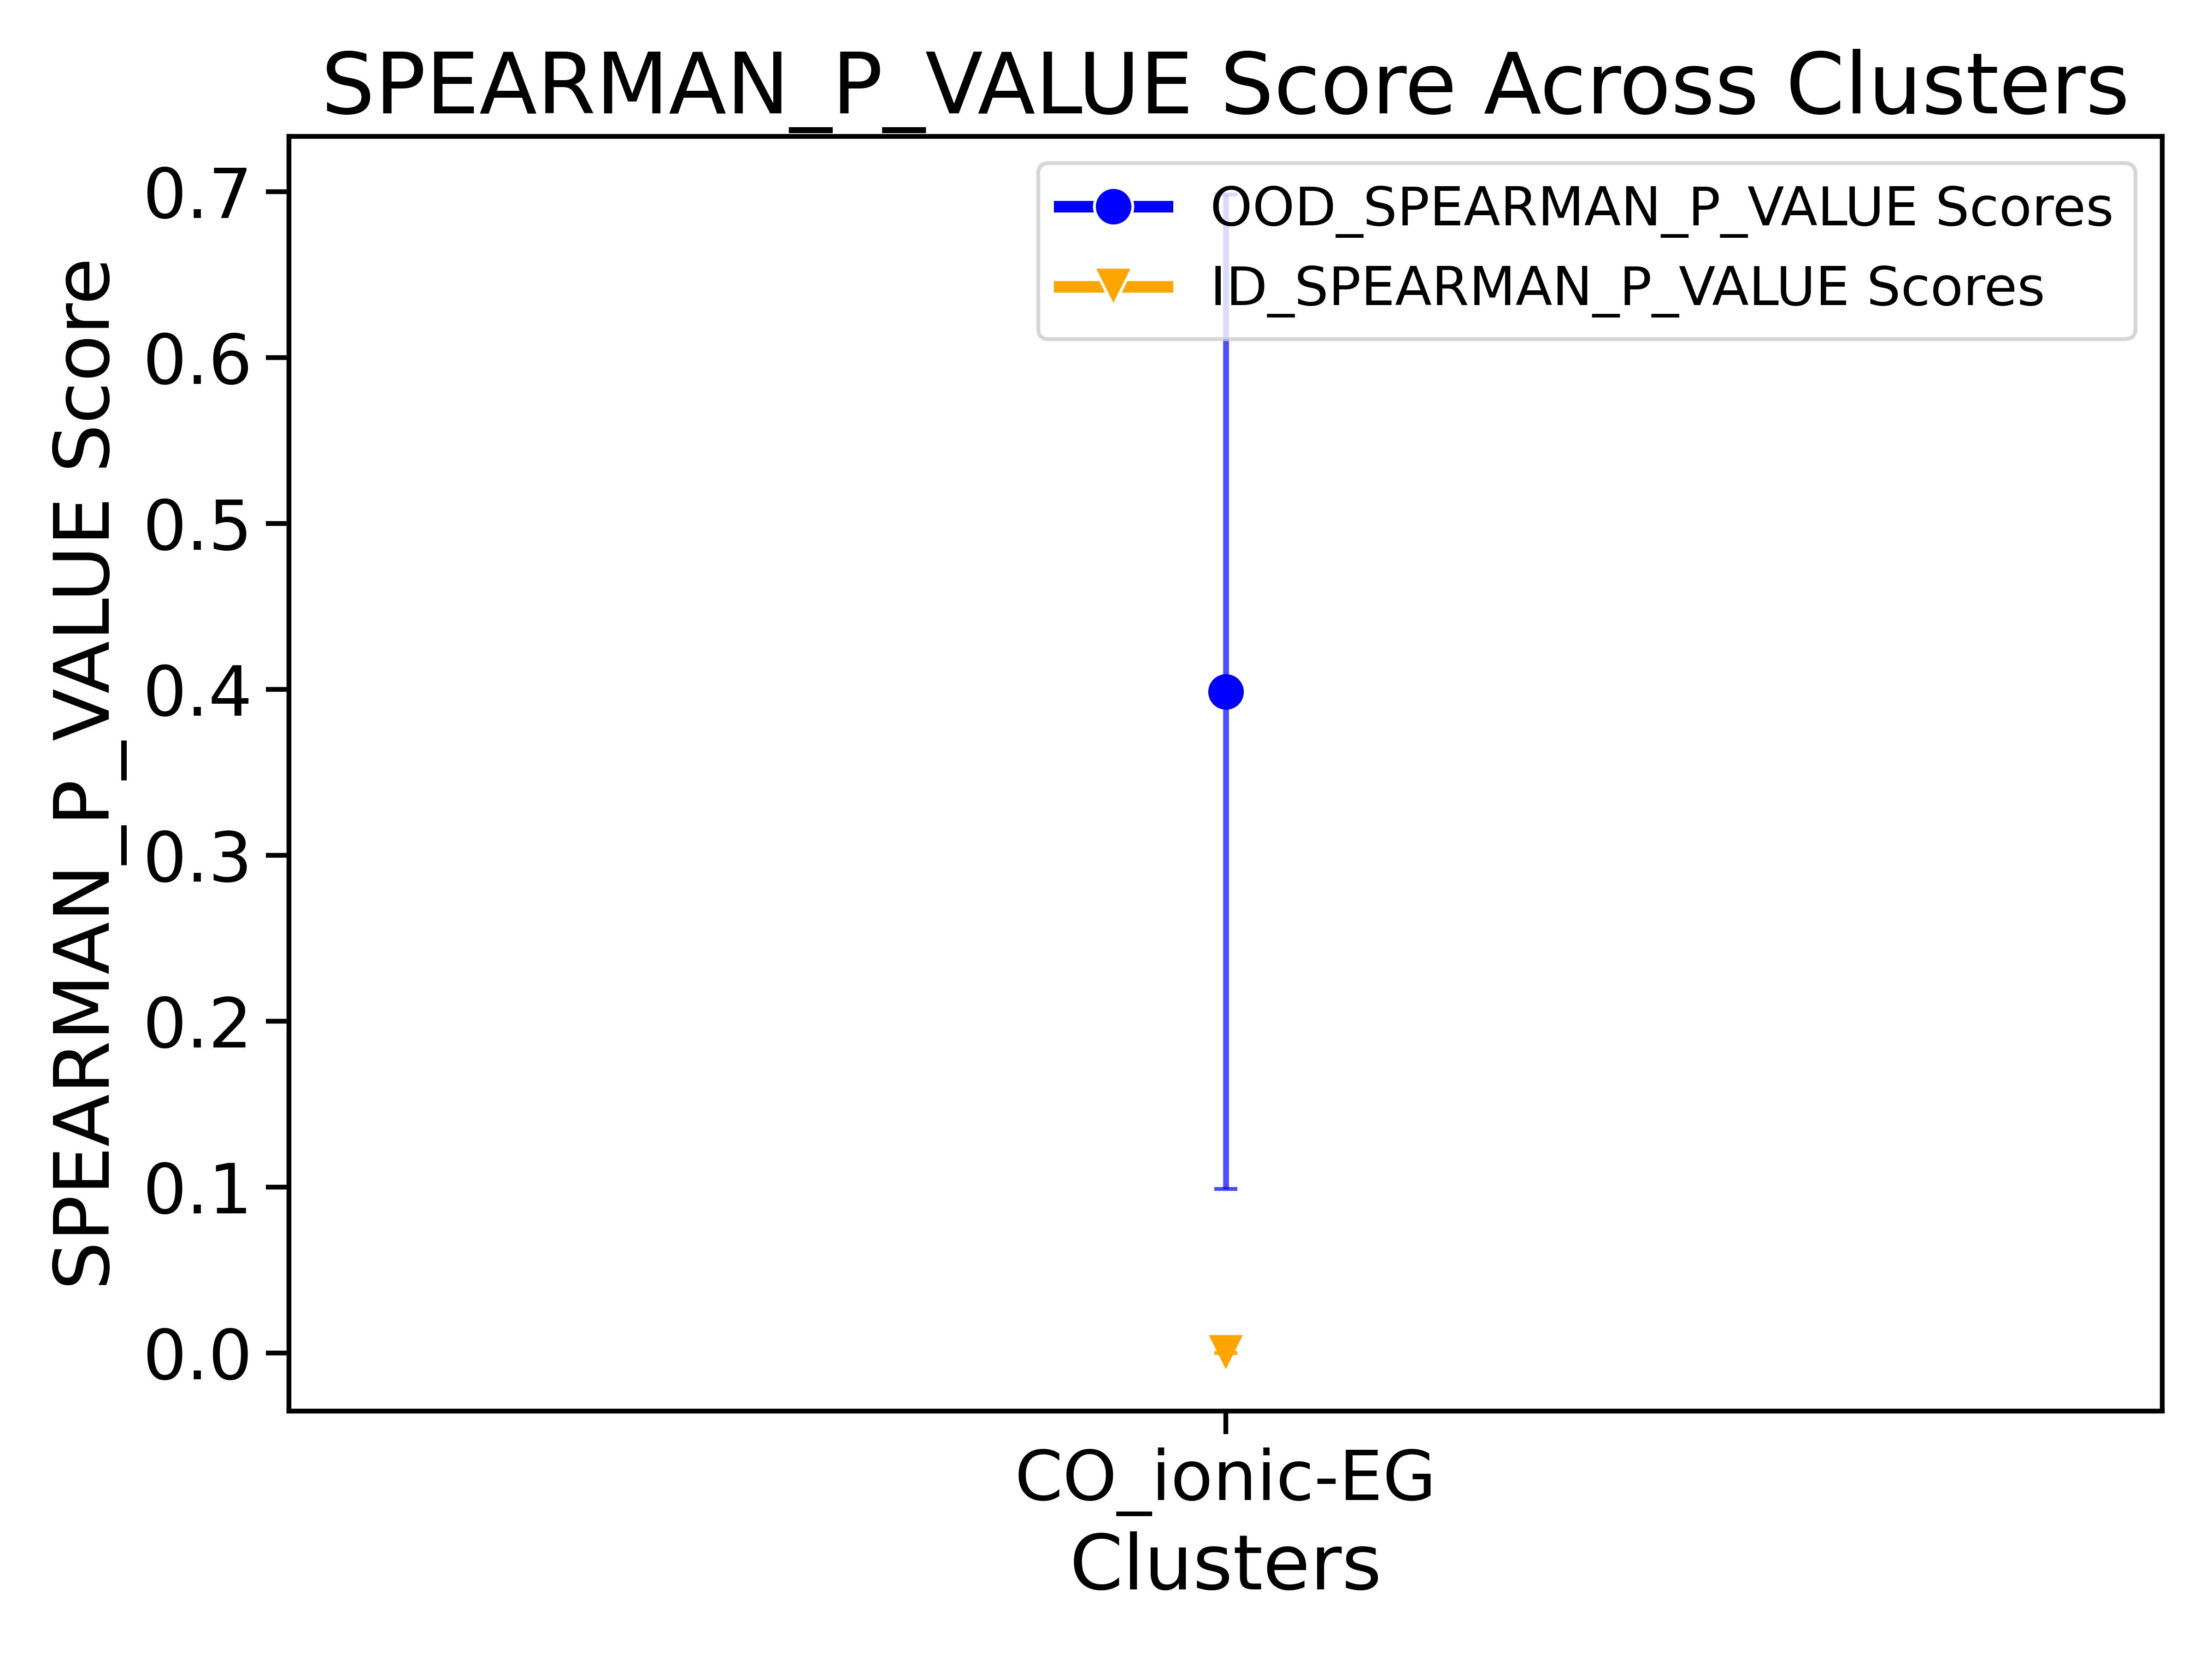 SPEARMAN_P_VALUE Score Across Clusters
SPEARMAN_P_VALUE Score
0.7
0.6
0.5
0.4
0.3
0.2
0.1
0.0
OOD_SPEARMAN_P_VALUE Scores
ID_SPEARMAN_P_VALUE Scores
CO_ionic-EG
Clusters